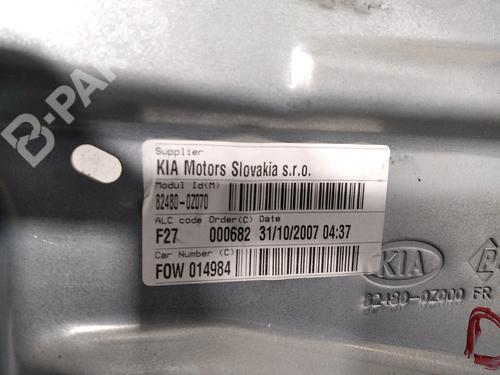 B-PARTS
Supplier
KIA Motors Slovakia s.r.o.
Modul Id(M)
82480-0Z070
ALC code Order(C) Date
F27 000682 31/10/2007 04:37
Car Number (C)
FOW 014984
KIA
82480-0Z000 FR